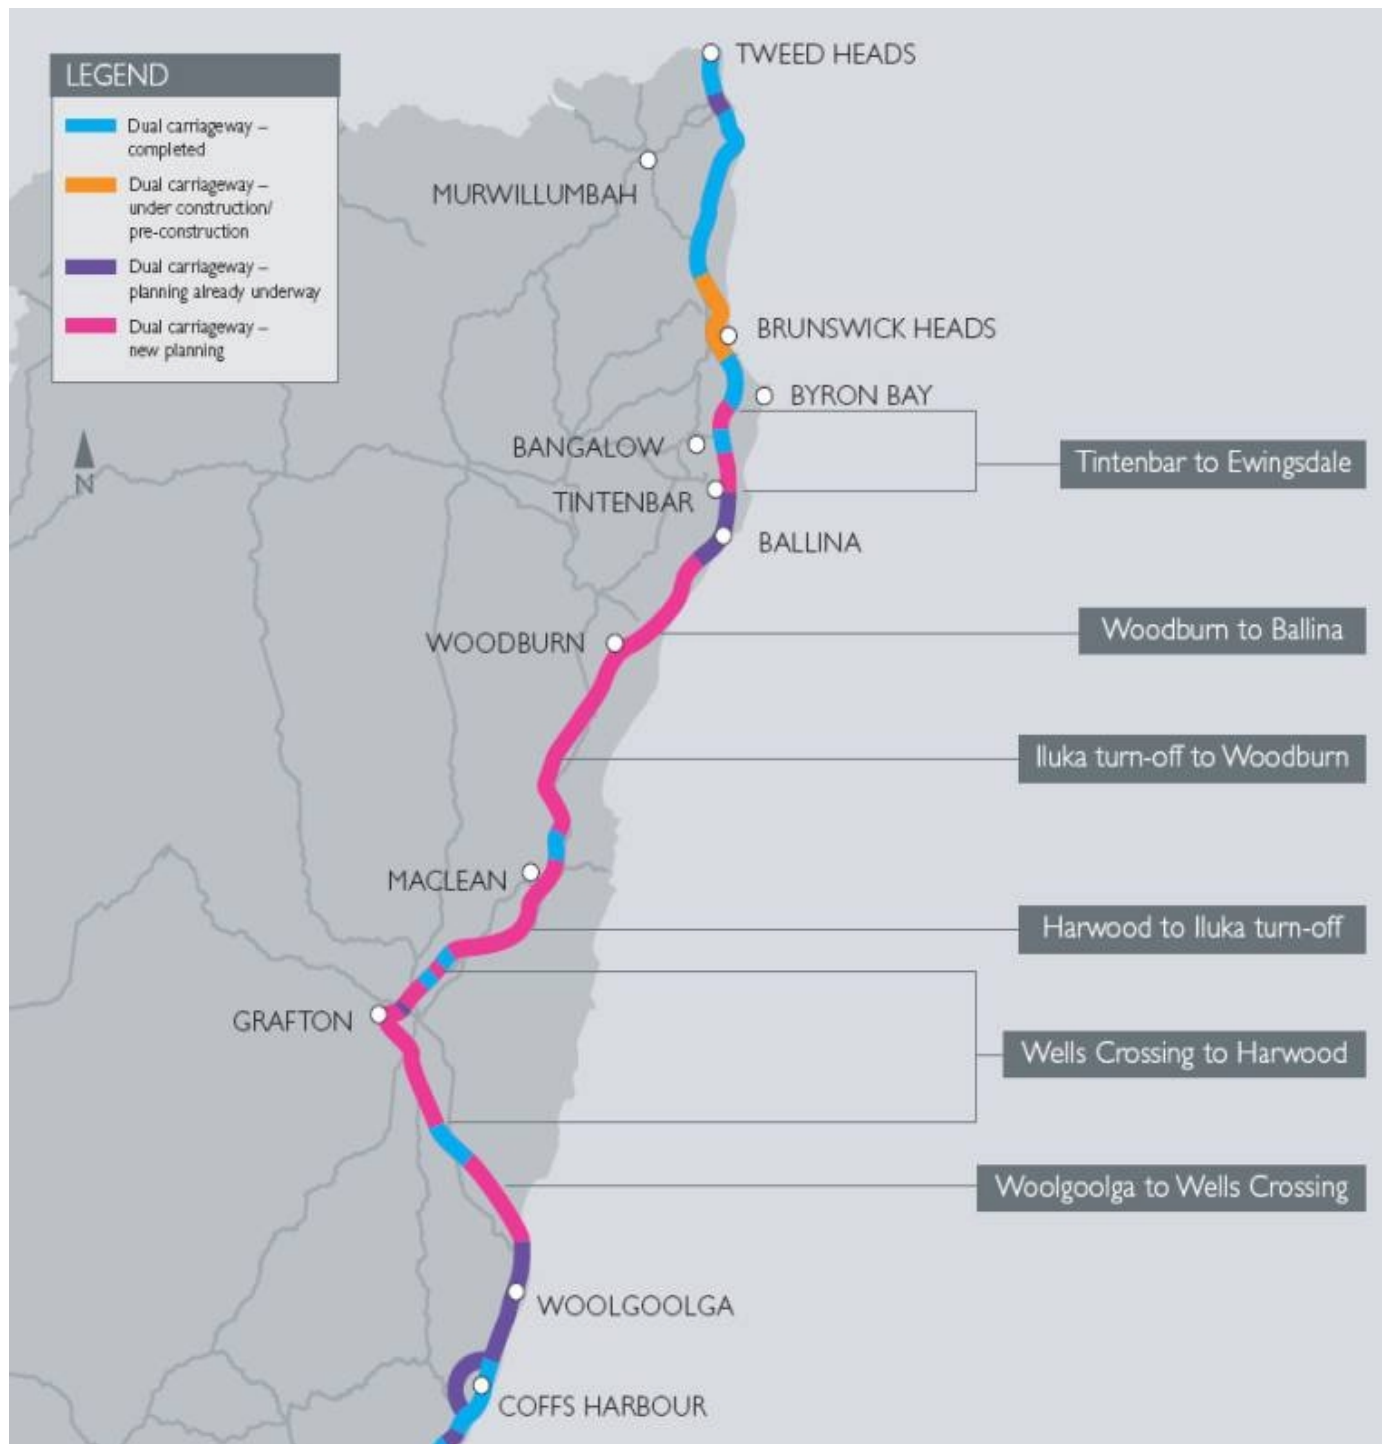 LEGEND
Dual carriageway –
completed
Dual carriageway –
under construction/
pre-construction
Dual carriageway –
planning already underway
Dual carriageway –
new planning
N
TWEED HEADS
MURWILLUMBAH
BRUNSWICK HEADS
BYRON BAY
BANGALOW
Tintenbar to Ewingsdale
TINTENBAR
BALLINA
Woodburn to Ballina
WOODBURN
Iluka turn-off to Woodburn
MACLEAN
Harwood to Iluka turn-off
GRAFTON
Wells Crossing to Harwood
Woolgoolga to Wells Crossing
WOOLGOOLGA
COFFS HARBOUR